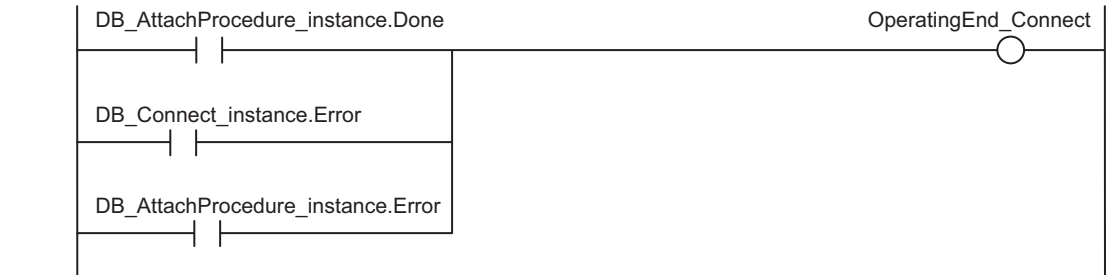 DB_AttachProcedure_instance.Done
OperatingEnd_Connect
DB_Connect_instance.Error
DB_AttachProcedure_instance.Error